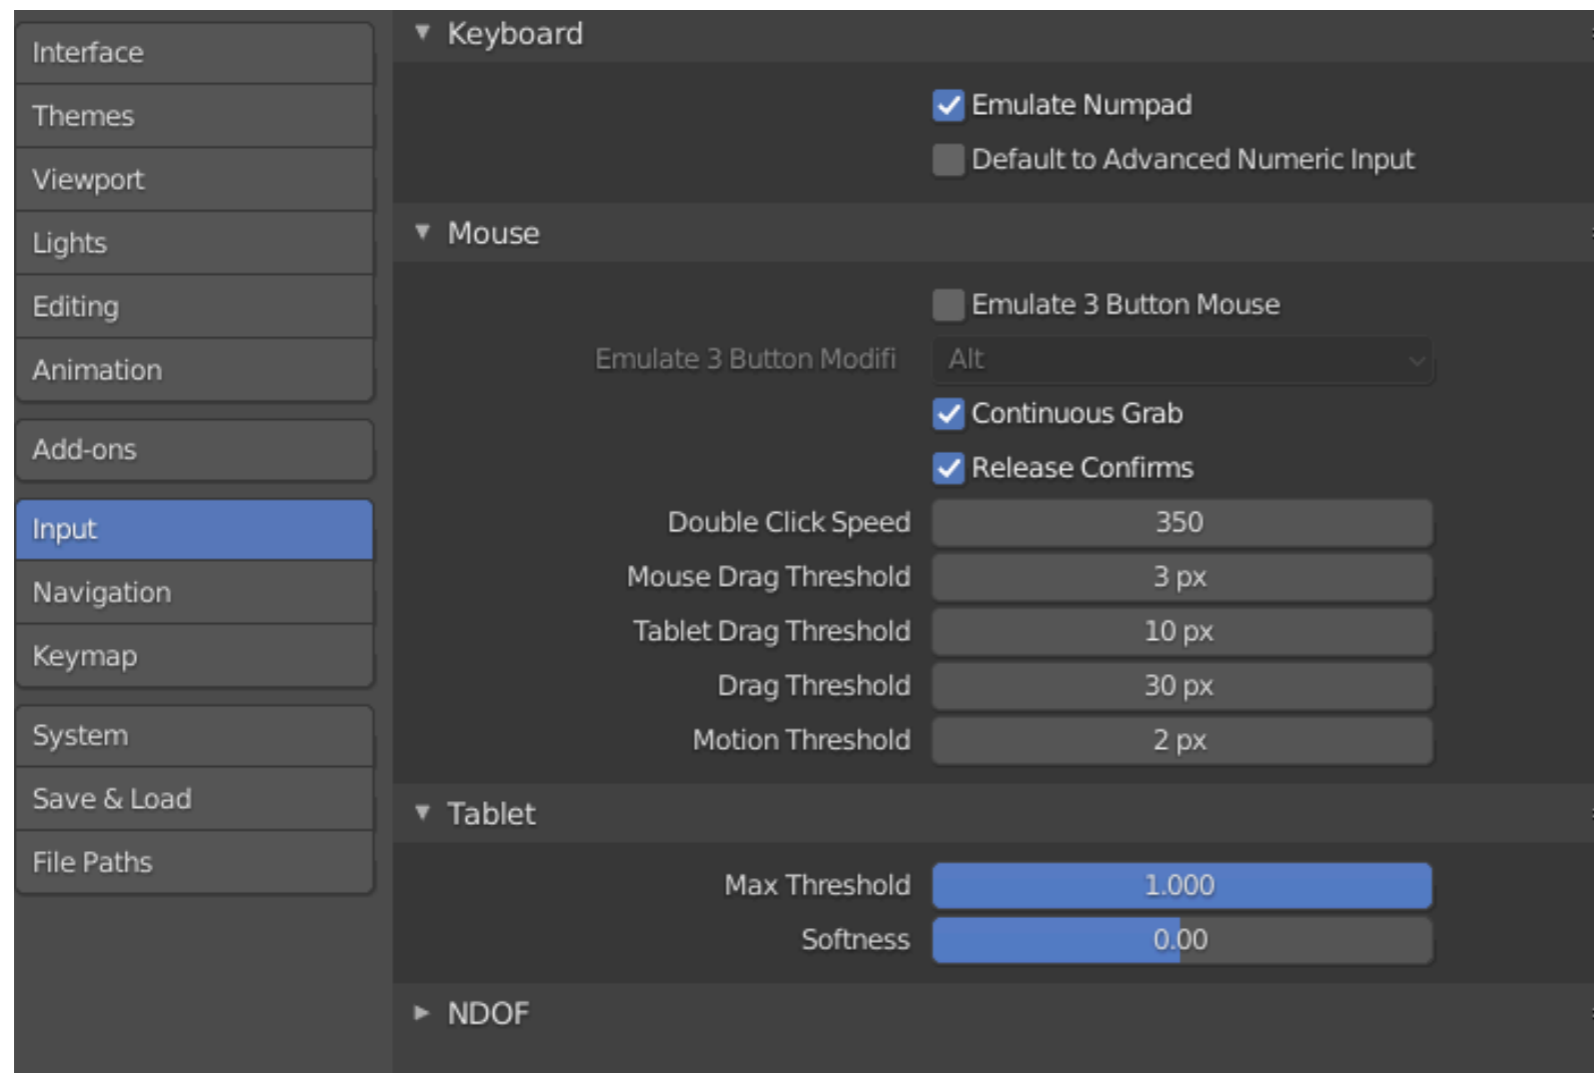 Interface
Themes
Viewport
Lights
Editing
Animation
Add-ons
Input
Navigation
Keymap
System
Save & Load
File Paths
Keyboard
Emulate Numpad
Default to Advanced Numeric Input
Mouse
Emulate 3 Button Mouse
Emulate 3 Button Modifi Alt
Continuous Grab
Release Confirms
Double Click Speed 350
Mouse Drag Threshold 3 px
Tablet Drag Threshold 10 px
Drag Threshold 30 px
Motion Threshold 2 px
Tablet
Max Threshold 1.000
Softness 0.00
NDOF